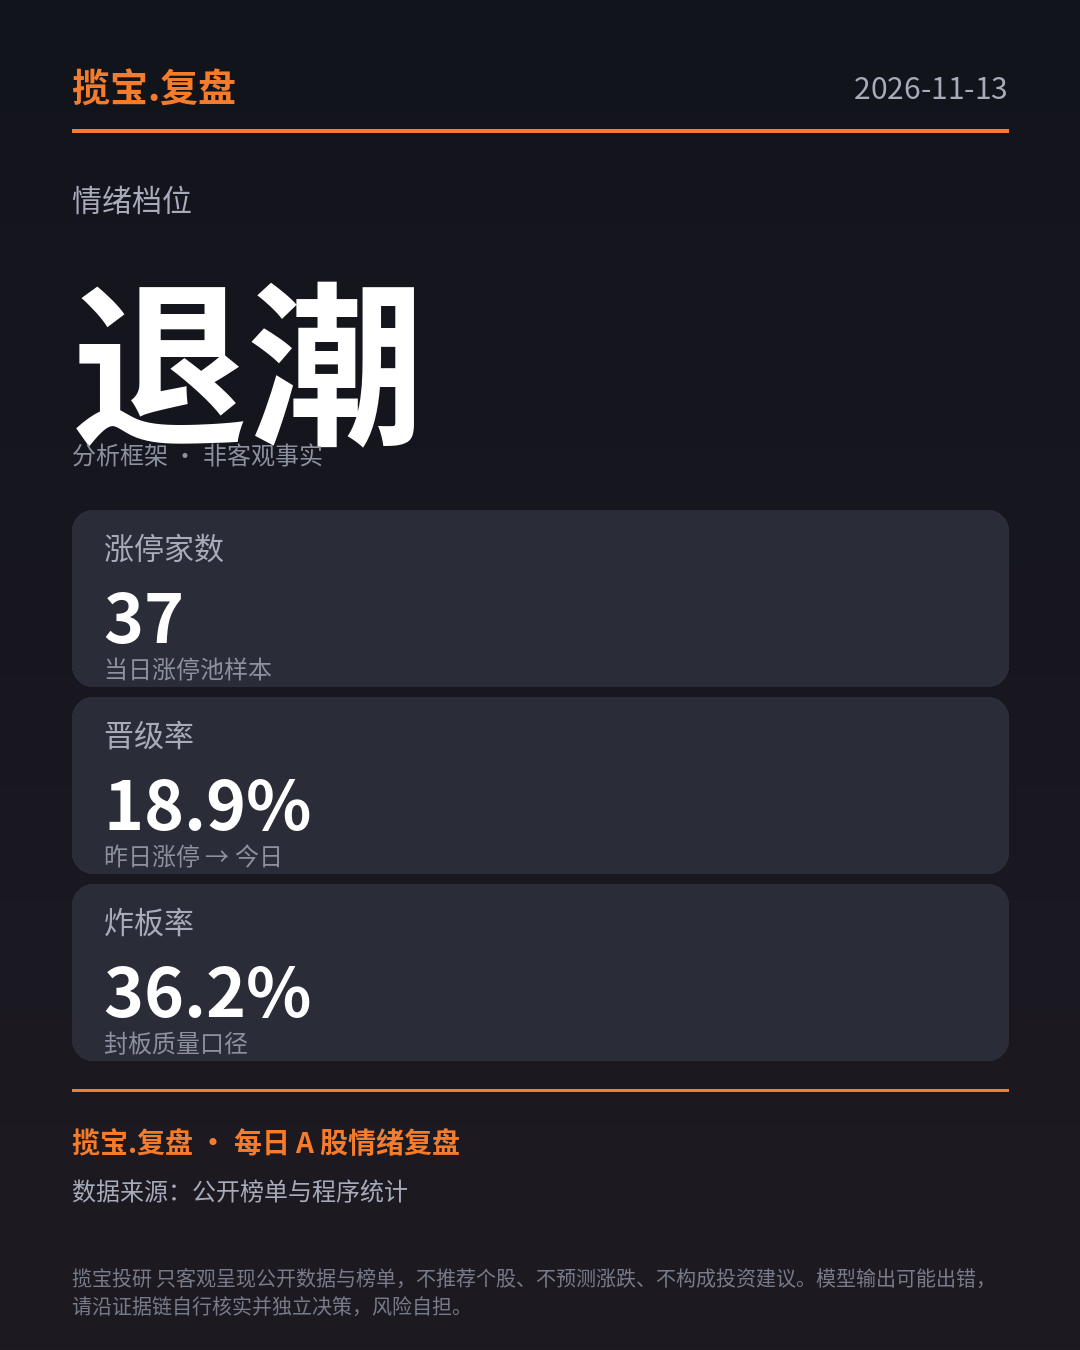 揽宝.复盘
2026-11-13
情绪档位
退潮
分析框架 · 非客观事实
涨停家数
37
当日涨停池样本
晋级率
18.9%
昨日涨停 → 今日
炸板率
36.2%
封板质量口径
揽宝.复盘 · 每日 A 股情绪复盘
数据来源：公开榜单与程序统计
揽宝投研 只客观呈现公开数据与榜单，不推荐个股、不预测涨跌、不构成投资建议。模型输出可能出错，
请沿证据链自行核实并独立决策，风险自担。